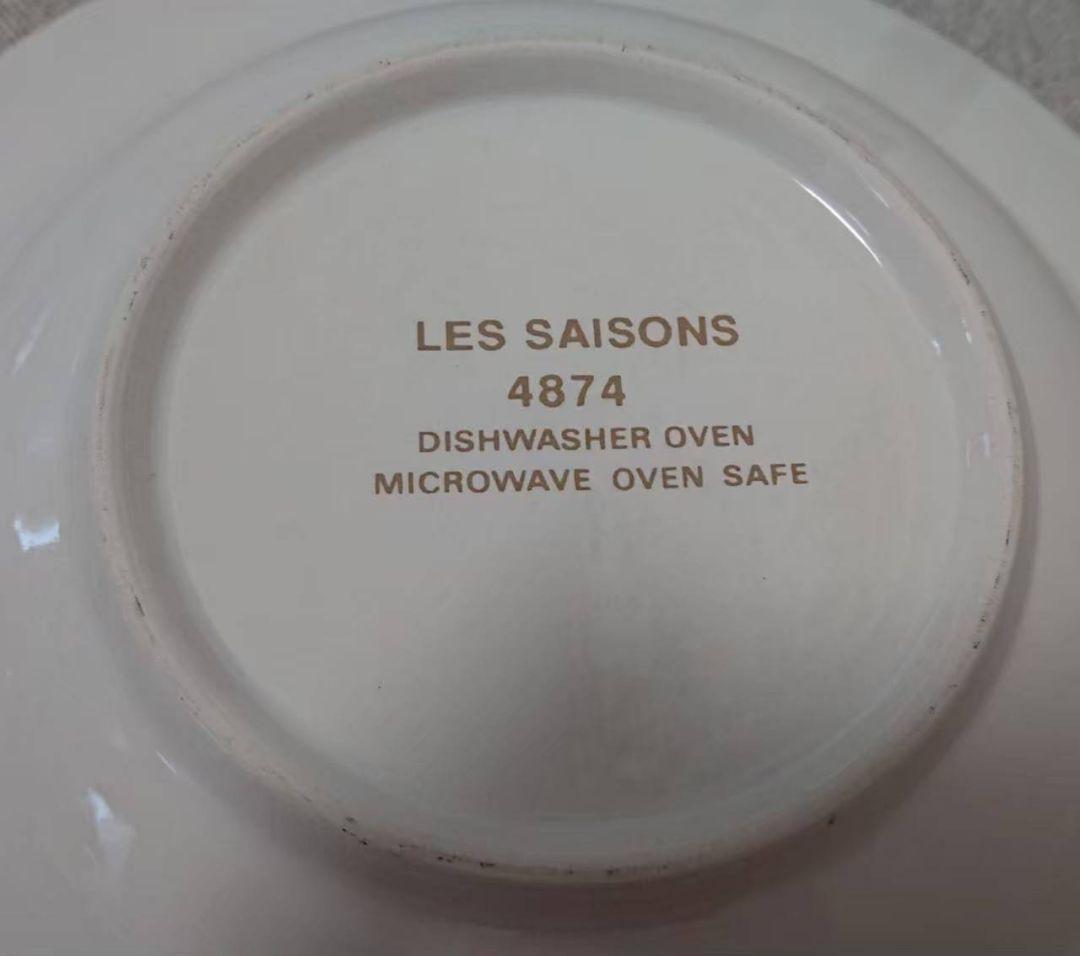 LES SAISONS
4874
DISHWASHER OVEN
MICROWAVE OVEN SAFE